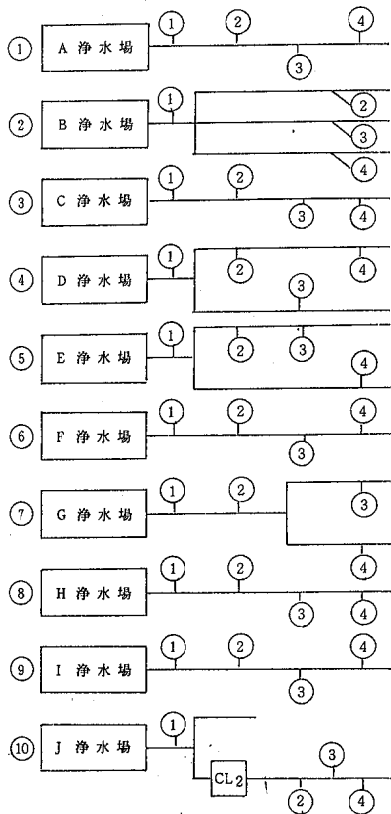 ① A 浄水場 ① ② ③ ④
② B 浄水場 ① ② ③ ④
③ C 浄水場 ① ② ③ ④
④ D 浄水場 ① ② ③ ④
⑤ E 浄水場 ① ② ③ ④
⑥ F 浄水場 ① ② ③ ④
⑦ G 浄水場 ① ② ③ ④
⑧ H 浄水場 ① ② ③ ④
⑨ I 浄水場 ① ② ③ ④
⑩ J 浄水場 ① CL2 ② ③ ④